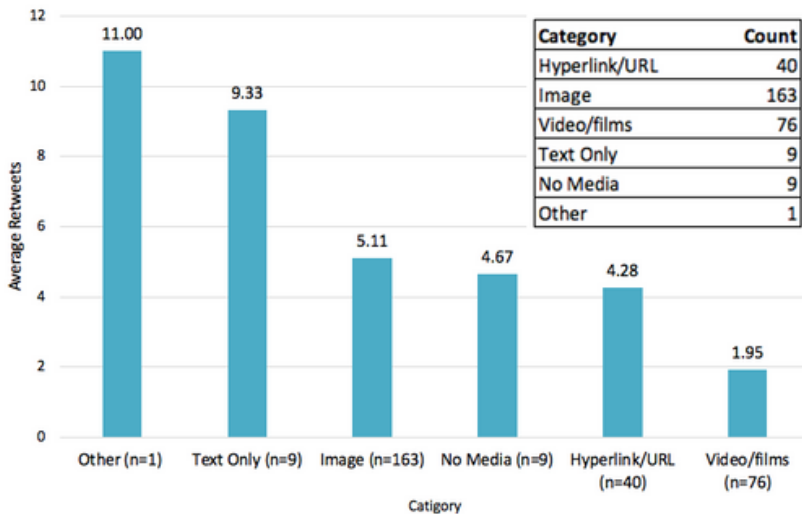 12
11.00
10
9.33
8
6
5.11
4.67
4.28
4
2
1.95
0
Average Retweets
Other (n=1) Text Only (n=9) Image (n=163) No Media (n=9) Hyperlink/URL Video/films
(n=40) (n=76)
Catigory
Category Count
Hyperlink/URL 40
Image 163
Video/films 76
Text Only 9
No Media 9
Other 1